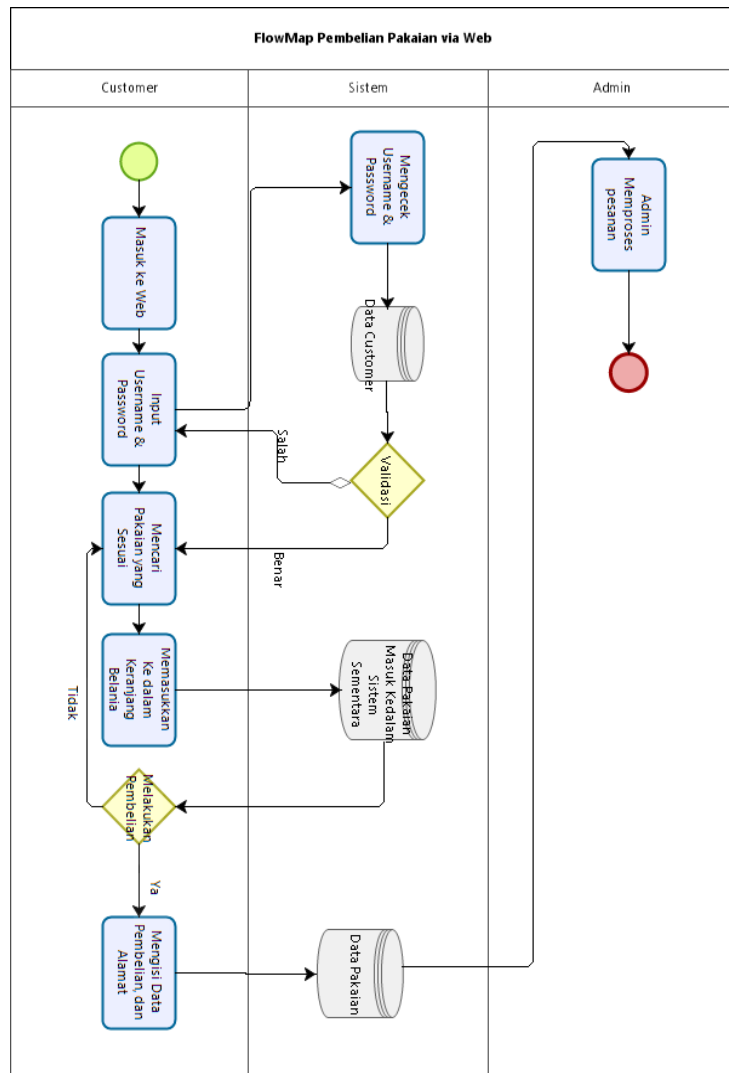 FlowMap Pembelian Pakaian via Web
Customer
Sistem
Admin
Masuk ke Web
Input
Username &
Password
Mencari
Pakaian yang
Sesuai
Memasukkan
Ke dalam
Keranjang
Belania
Melakukan
Pembelian
Tidak
Ya
Mengisi Data
Pembelian, dan
Alamat
Mengecek
Username &
Password
Data Customer
Validasi
Salah
Benar
Data Pakaian
Masuk Kedalam
Sistem
Sementara
Data Pakaian
Admin
Memproses
pesanan